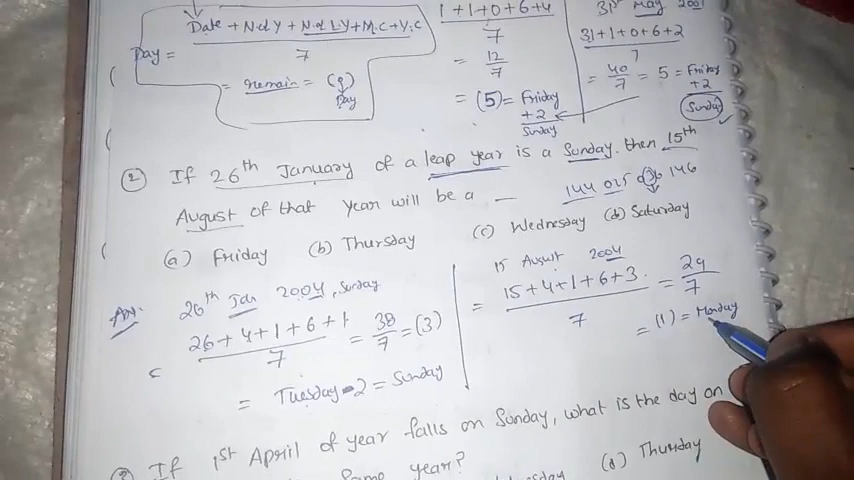 Date + N.d Y + N.d L.Y + M.C + Y.C
Day =
7
= remain = (9)
Day
1+1+0+6+4
7
= 12
7
= (5) = Friday
+2
Sunday
31st May 2001
31+1+0+6+2
7
= 40
7
= 5 = Friday
+2
Sunday
② If 26th January of a leap year is a Sunday. then 15th
August of that year will be a —
144 025 036 146
(a) Friday (b) Thursday (c) Wednesday (d) Saturday
An:
26th Jan 2004, Sunday
26+4+1+6+1
7
= 38
7
= (3)
= Tuesday-2 = Sunday
15 August 2004
= 15+4+1+6+3.
7
= 29
7
= (1) = Monday
If 1st April of year falls on Sunday, what is the day on
same year?
(d) Thursday